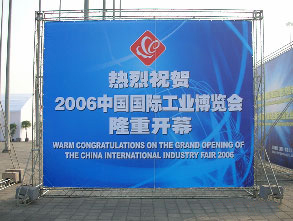 热烈祝贺
2006中国国际工业博览会
隆重开幕
WARM CONGRATULATIONS ON THE GRAND OPENING OF
THE CHINA INTERNATIONAL INDUSTRY FAIR 2006